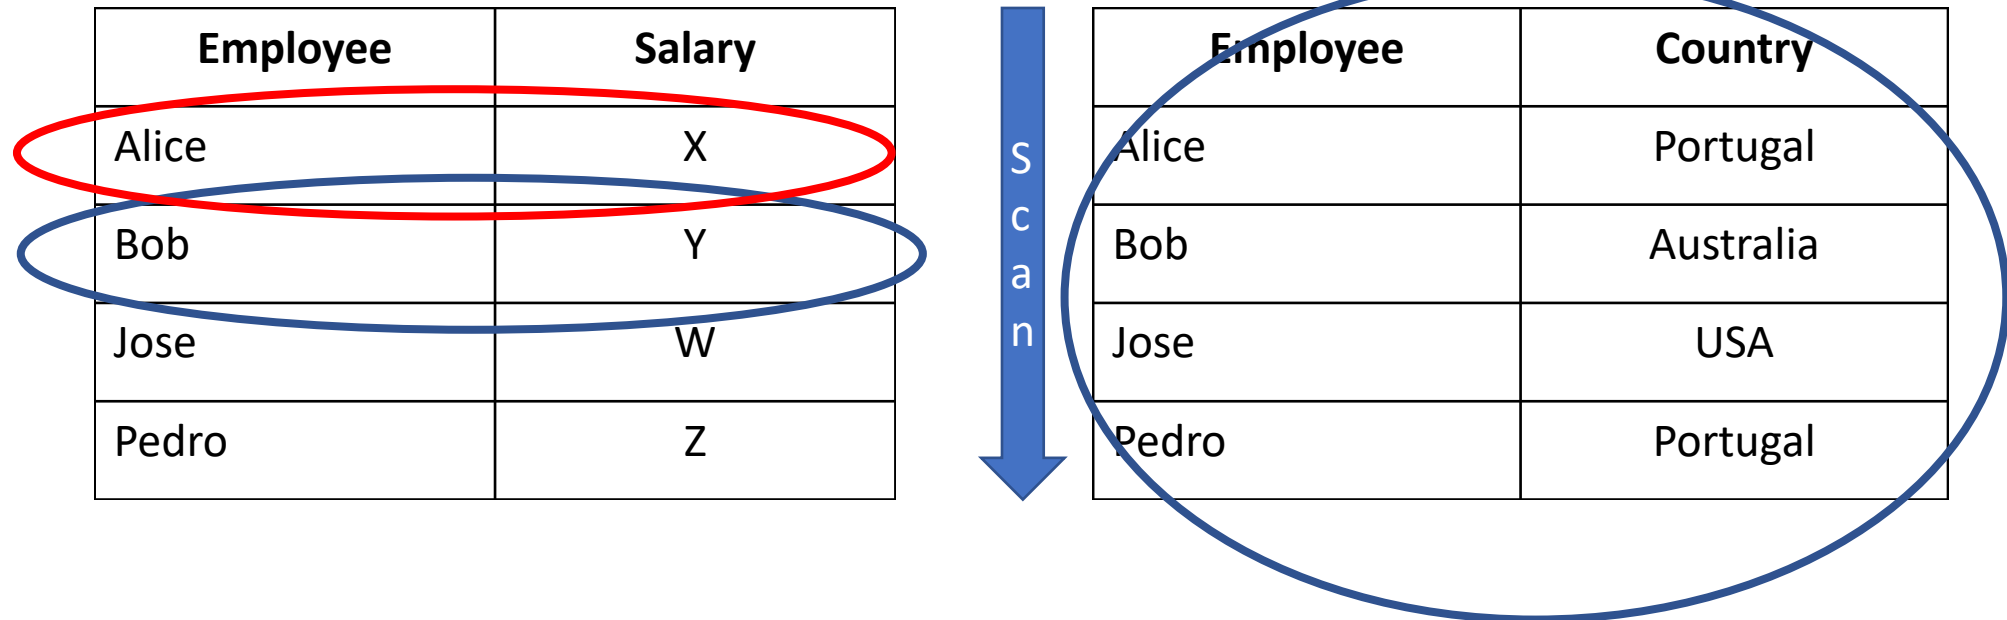 Employee Salary
Alice X
Bob Y
Jose W
Pedro Z
Scan
Employee Country
Alice Portugal
Bob Australia
Jose USA
Pedro Portugal